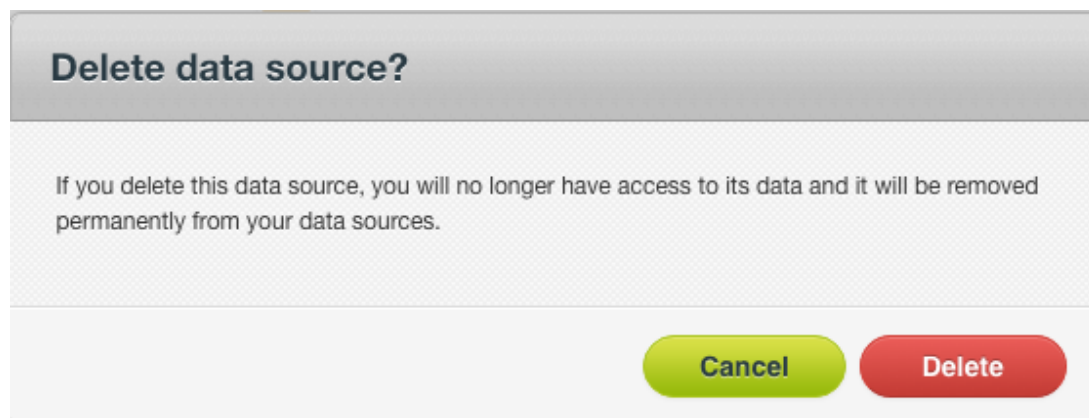 Delete data source?
If you delete this data source, you will no longer have access to its data and it will be removed
permanently from your data sources.
Cancel Delete